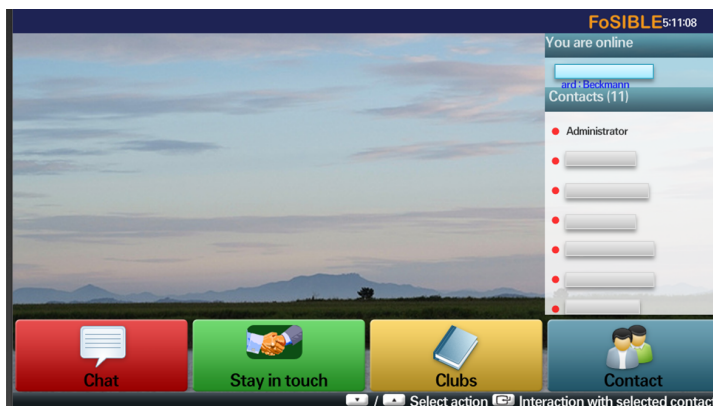 FoSIBLE 5:11:08
You are online
ard : Beckmann
Contacts (11)
Administrator
Chat
Stay in touch
Clubs
Contact
/ Select action Interaction with selected contact